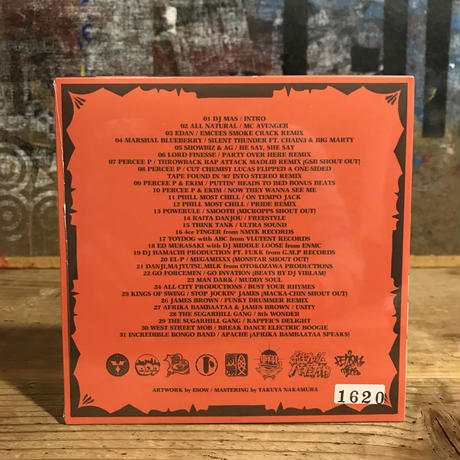 01 DJ MAS / INTRO
02 ALL NATURAL / MC AVENGER
03 EDAN / EMCEES SMOKE CRACK REMIX
04 MARSHAL BLUEBERRY / SILENT THUNDER FT. CHAIN3 & BIG MARTY
05 SHOWBIZ & AG / HE SAY, SHE SAY
06 LORD FINESSE / PARTY OVER HERE REMIX
07 PERCEE P / THROWBACK RAP ATTACK MADLIB REMIX (GSB SHOUT OUT)
08 PERCEE P / CUT CHEMIST LUCAS FLIPPED A ONE-SIDED
TAPE FOUND IN '87 INTO STEREO REMIX
09 PERCEE P & EKIM / PUTTIN' HEADS TO BED BONUS BEATS
10 PERCEE P & EKIM / NOW THEY WANNA SEE ME
11 PHILL MOST CHILL / ON TEMPO JACK
12 PHILL MOST CHILL / PRIDE REMIX
13 POWERULE / SMOOTH (MICROPP'S SHOUT OUT)
14 RAITA DANJOU / FREESTYLE
15 THINK TANK / ULTRA SOUND
16 4ce FINGER from NMYK RECORDS
17 TOYDOG with ABC from VLUTENT RECORDS
18 ED MURASAKI with DJ MIDDLE LOOSE from ENMC
19 DJ HAMACHI PRODUCTION FT. FUKK from G.M.P RECORDS
20 EL-P / MEGAMIXXX (MONSTAR SHOUT OUT)
21 DANJI,MAJYUTSU,MILK from OTOKOZAWA PRODUCTIONS
22 GO FORCEMEN / GO INVATION (BEATS BY DJ VIBLAM)
23 MAN DARK / MUDDY SOUL
24 ALL CITY PRODUCTIONS / BUST YOUR RHYMES
25 KINGS OF SWING / STOP JOCKIN' JAMES (MACKA-CHIN SHOUT OUT)
26 JAMES BROWN / FUNKY DRUMMER REMIX
27 AFRIKA BAMBAATAA & JAMES BROWN / UNITY
28 THE SUGARHILL GANG / 8th WONDER
29 THE SUGARHILL GANG / RAPPER'S DELIGHT
30 WEST STREET MOB / BREAK DANCE ELECTRIC BOOGIE
31 INCREDIBLE BONGO BAND / APACHE (AFRIKA BAMBAATAA SPEAKS)
ARTWORK by ESOW / MASTERING by TAKUYA NAKAMURA
1620